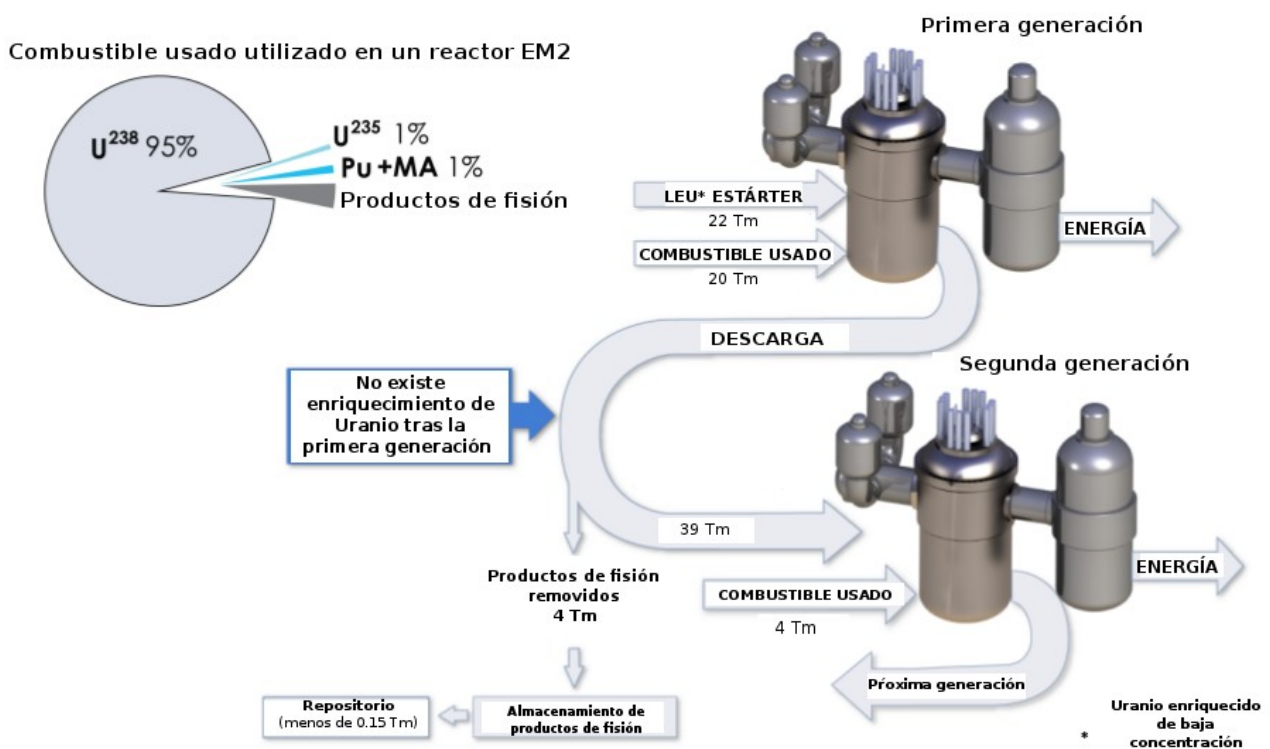 Primera generación
Combustible usado utilizado en un reactor EM2
U238 95%
U235 1%
Pu+MA 1%
Productos de fisión
LEU* ESTÁRTER
22 Tm
COMBUSTIBLE USADO
20 Tm
ENERGÍA
DESCARGA
Segunda generación
No existe
enriquecimiento de
Uranio tras la
primera generación
39 Tm
Productos de fisión
removidos
4 Tm
COMBUSTIBLE USADO
4 Tm
ENERGÍA
Próxima generación
Repositorio
(menos de 0.15 Tm)
Almacenamiento de
productos de fisión
Uranio enriquecido
de baja
* concentración